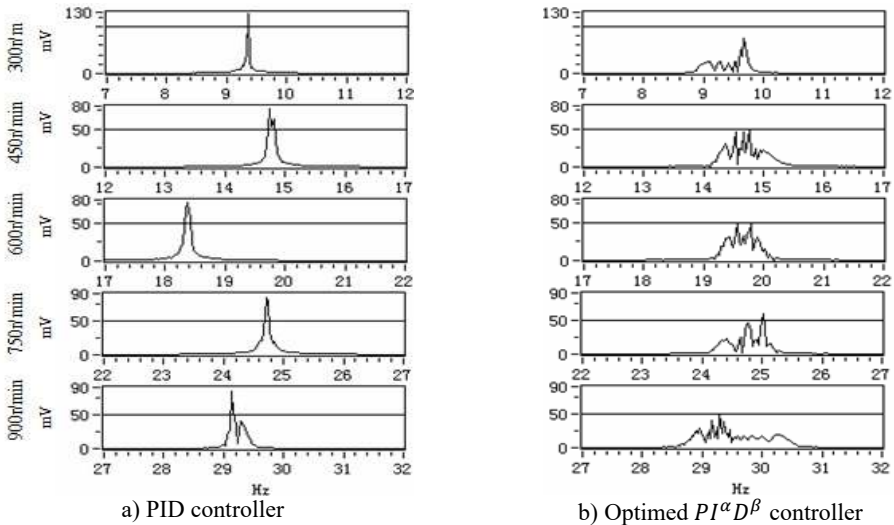 300r/m mV 130 0 7 8 9 10 11 12
130 0 7 8 9 10 11 12
450r/min mV 80 50 0 12 13 14 15 16 17
80 50 0 12 13 14 15 16 17
600r/min mV 80 50 0 17 18 19 20 21 22
80 50 0 17 18 19 20 21 22
750r/min mV 90 50 0 22 23 24 25 26 27
90 50 0 22 23 24 25 26 27
900r/min mV 90 50 0 27 28 29 30 31 32
90 50 0 27 28 29 30 31 32
Hz
Hz
a) PID controller
b) Optimed $PI^{\alpha}D^{\beta}$ controller